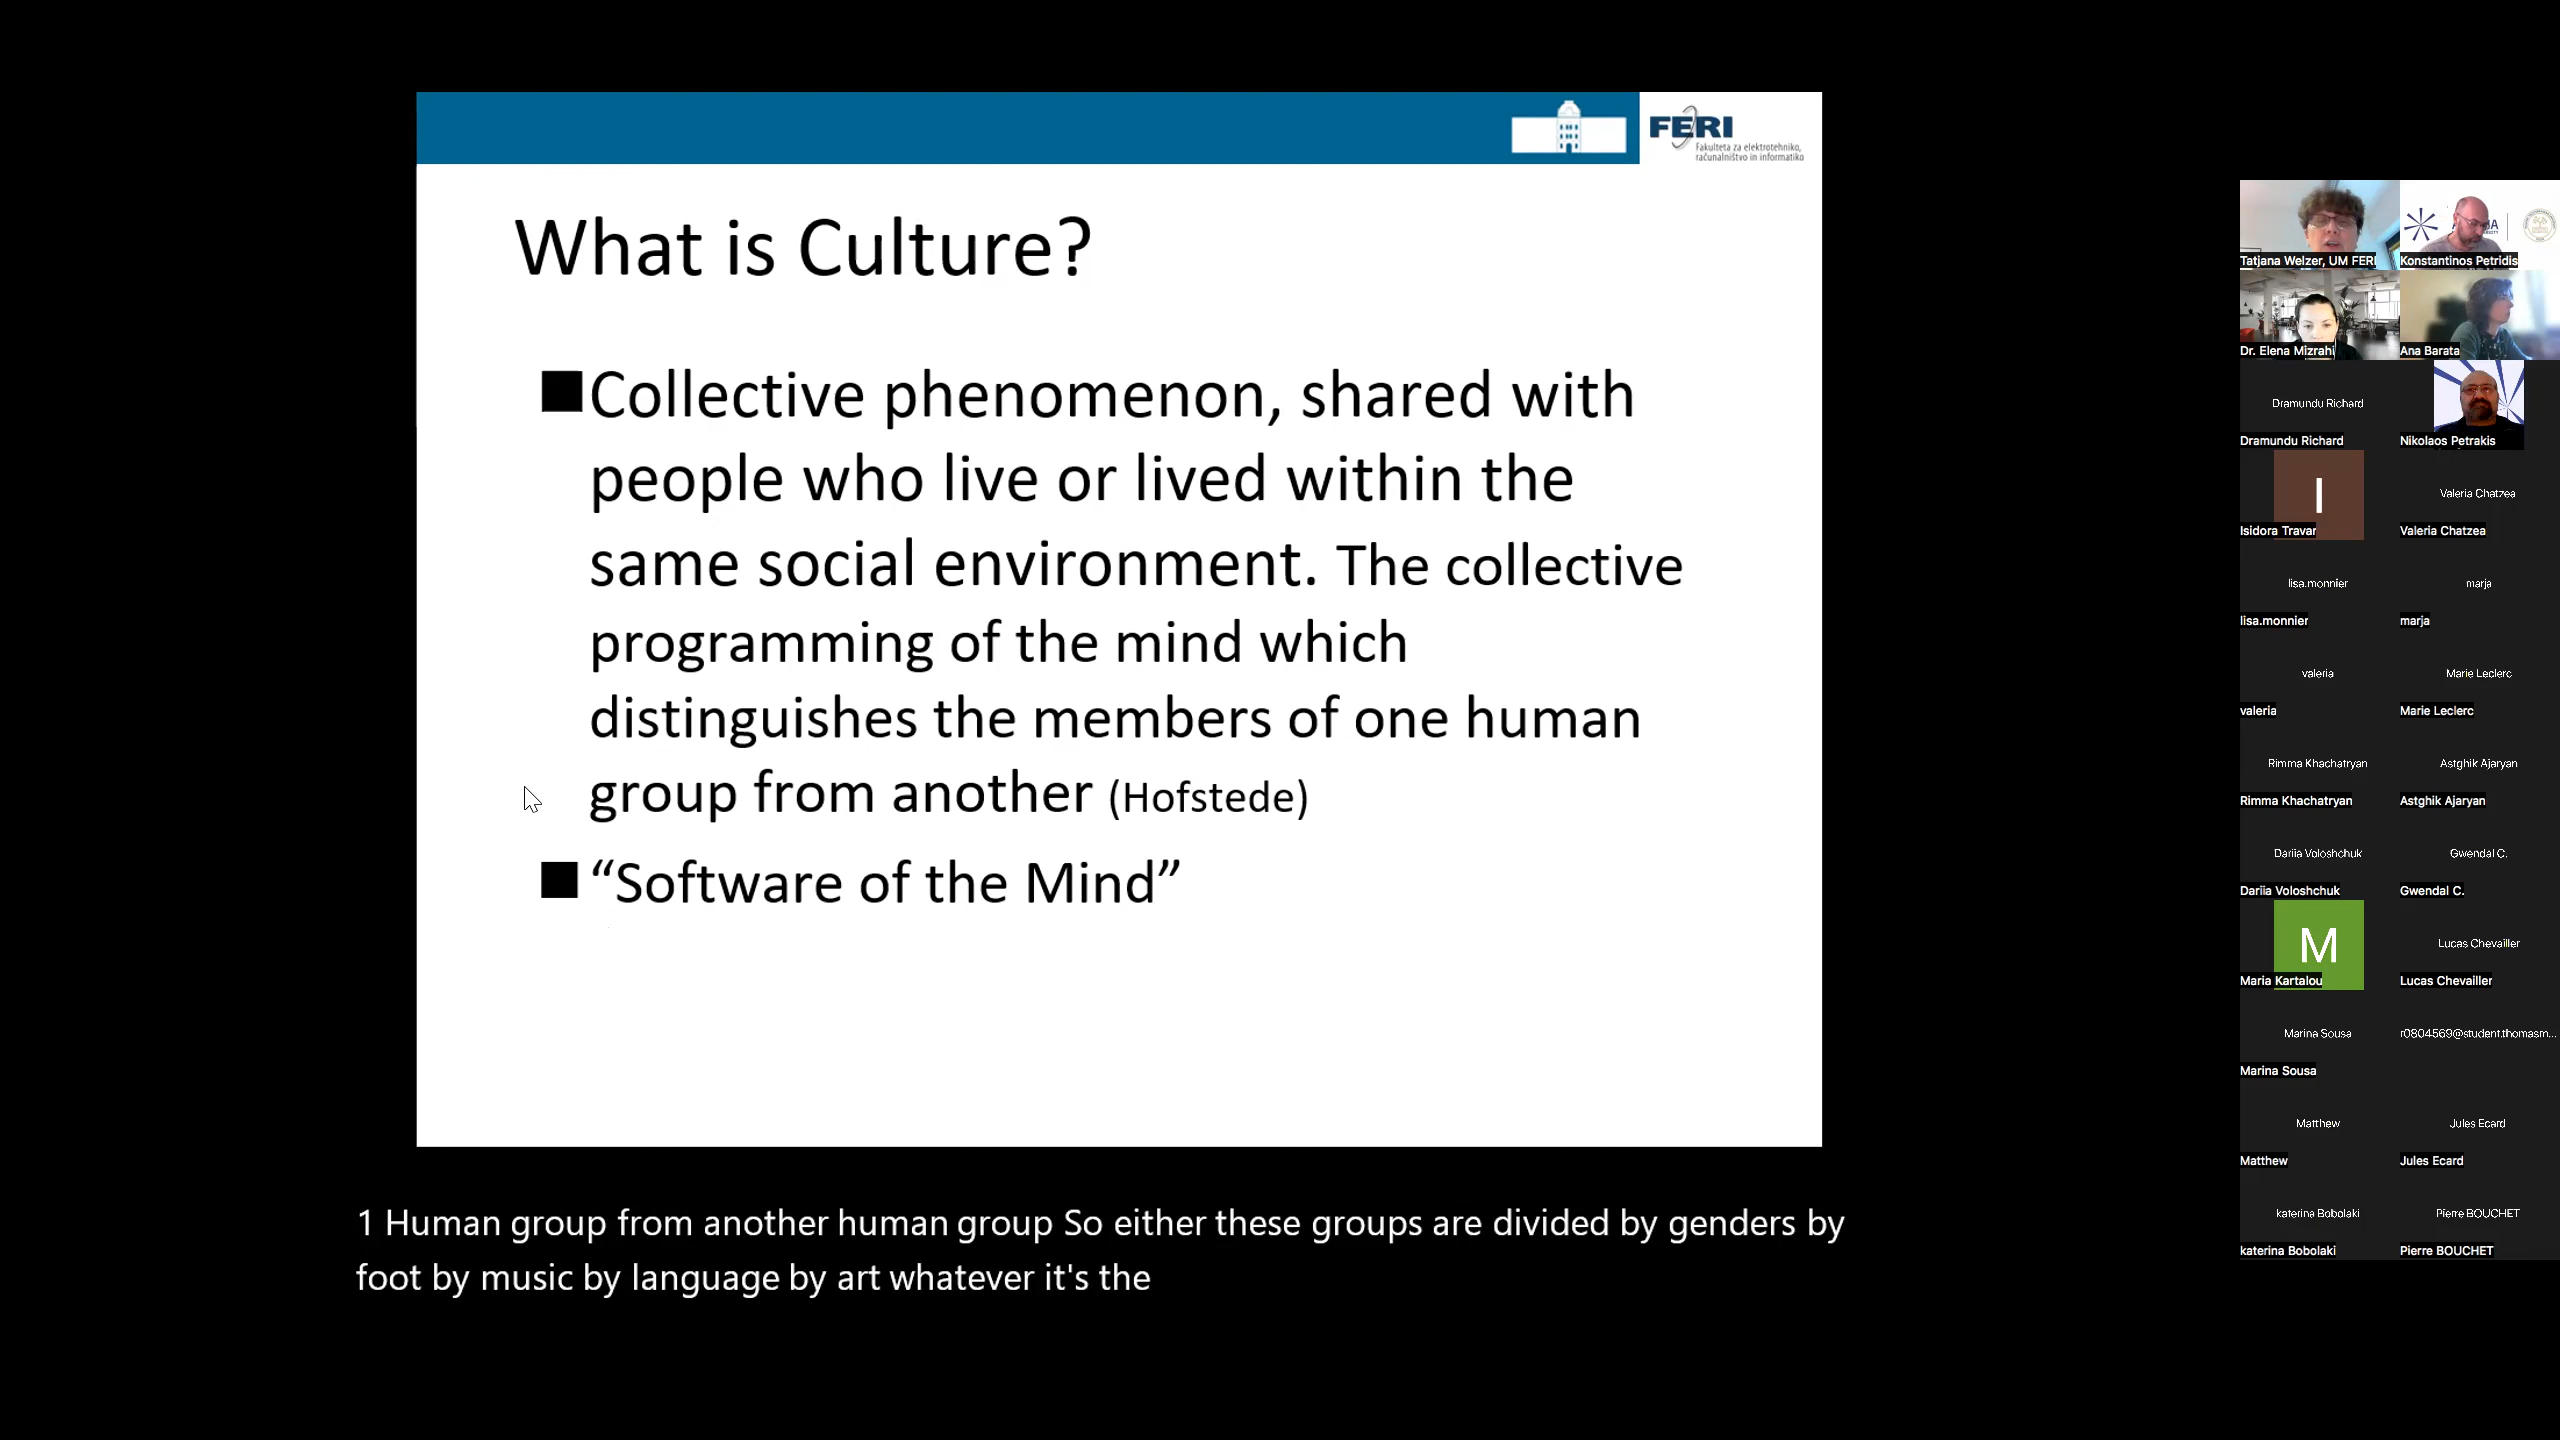 FERI
Fakulteta za elektrotehniko,
računalništvo in informatiko
What is Culture?
Collective phenomenon, shared with
people who live or lived within the
same social environment. The collective
programming of the mind which
distinguishes the members of one human
group from another (Hofstede)
“Software of the Mind”
1 Human group from another human group So either these groups are divided by genders by
foot by music by language by art whatever it's the
Tatjana Welzer, UM FERI
Konstantinos Petridis
Dr. Elena Mizrahi
Ana Barata
Dramundu Richard
Dramundu Richard
Nikolaos Petrakis
Isidora Travar
I
Valeria Chatzea
Valeria Chatzea
lisa.monnier
lisa.monnier
marja
marja
valeria
valeria
Marie Leclerc
Marie Leclerc
Rimma Khachatryan
Rimma Khachatryan
Astghik Ajaryan
Astghik Ajaryan
Dariia Voloshchuk
Dariia Voloshchuk
Gwendal C.
Gwendal C.
M
Maria Kartalou
Lucas Chevailler
Lucas Chevailler
Marina Sousa
Marina Sousa
r0804569@student.thomasm...
Matthew
Matthew
Jules Ecard
Jules Ecard
katerina Bobolaki
katerina Bobolaki
Pierre BOUCHET
Pierre BOUCHET